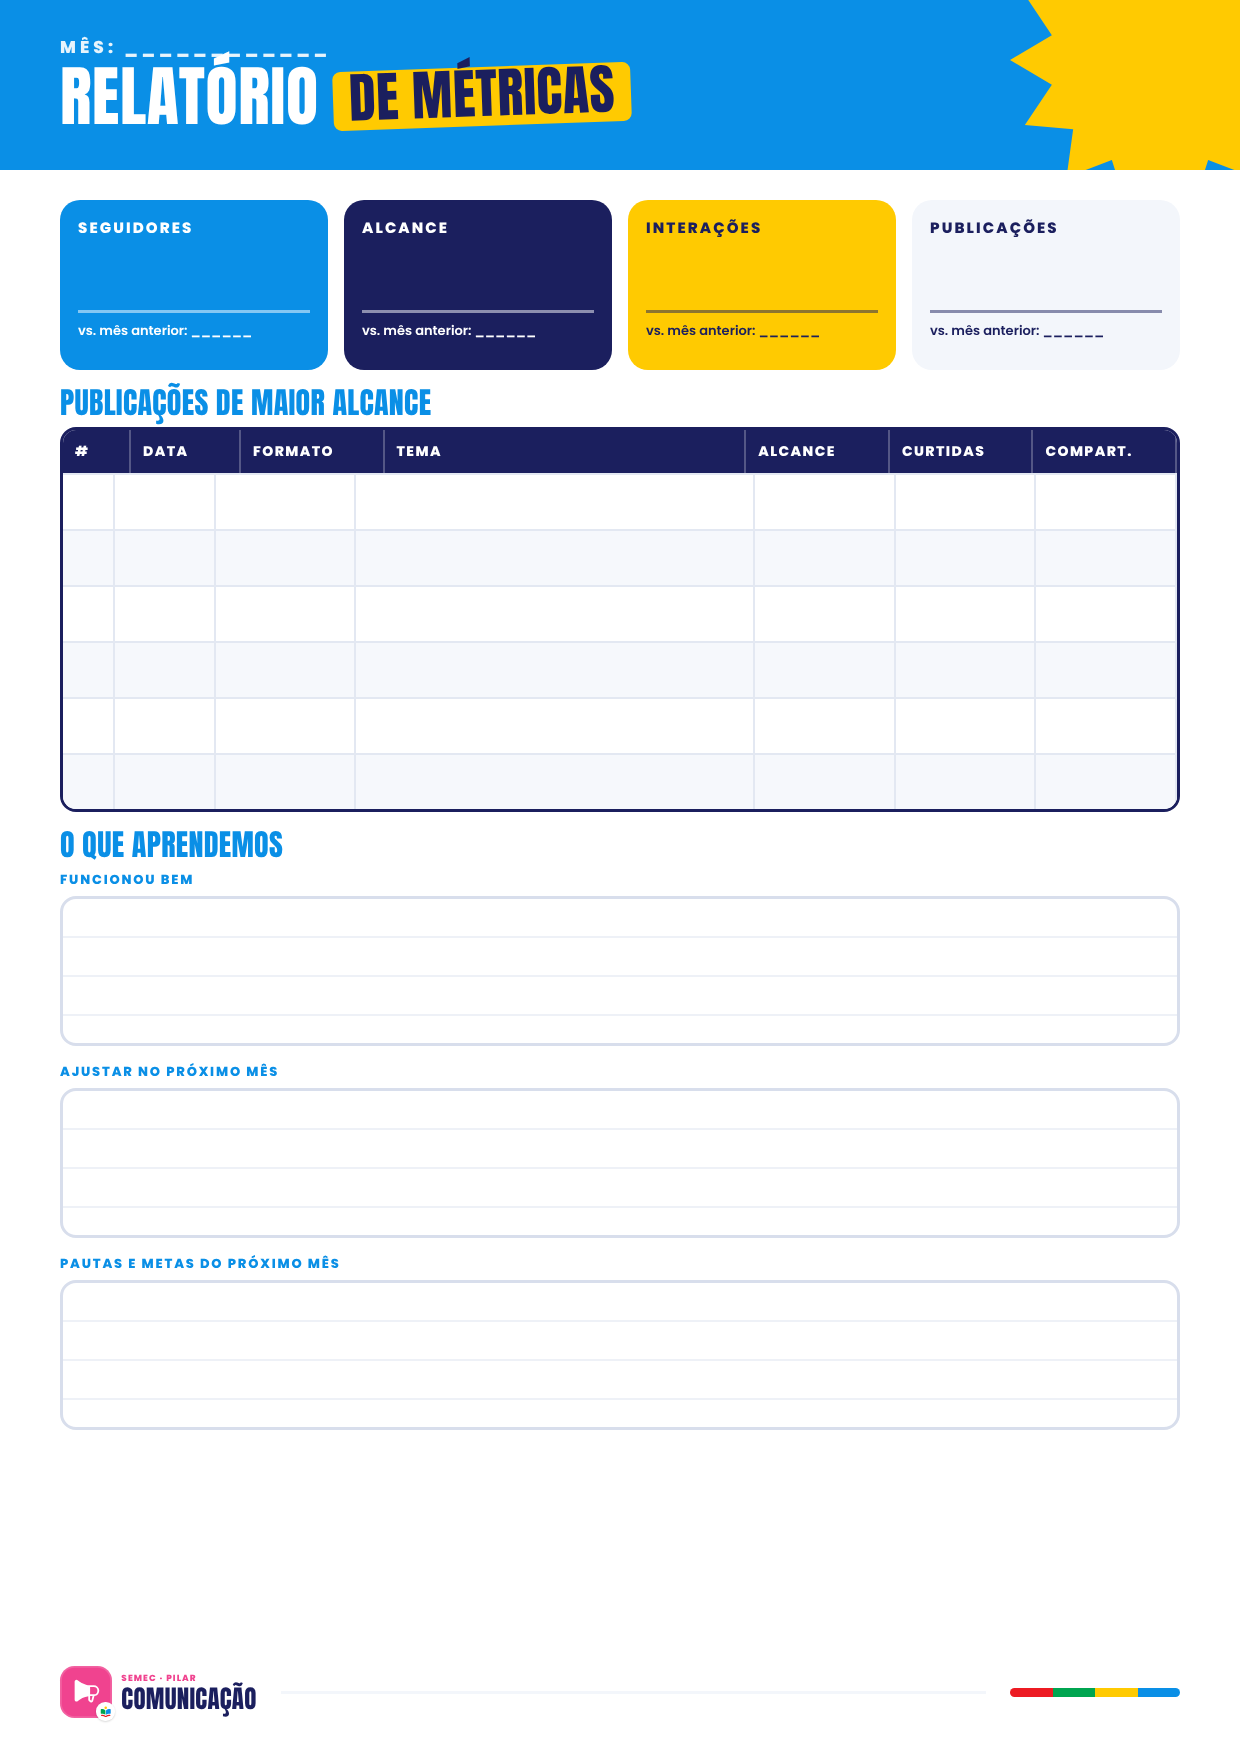 MÊS: ____________
RELATÓRIO DE MÉTRICAS
SEGUIDORES
vs. mês anterior: ______
ALCANCE
vs. mês anterior: ______
INTERAÇÕES
vs. mês anterior: ______
PUBLICAÇÕES
vs. mês anterior: ______
PUBLICAÇÕES DE MAIOR ALCANCE
# DATA FORMATO TEMA ALCANCE CURTIDAS COMPART.
O QUE APRENDEMOS
FUNCIONOU BEM
AJUSTAR NO PRÓXIMO MÊS
PAUTAS E METAS DO PRÓXIMO MÊS
SEMEC · PILAR
COMUNICAÇÃO